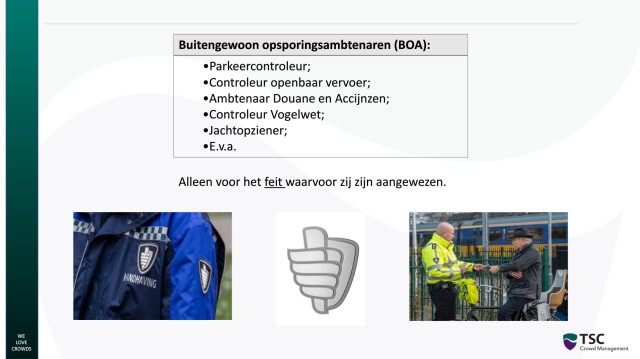 Buitengewoon opsporingsambtenaren (BOA):
•Parkeercontroleur;
•Controleur openbaar vervoer;
•Ambtenaar Douane en Accijnzen;
•Controleur Vogelwet;
•Jachtopziener;
•E.v.a.
Alleen voor het feit waarvoor zij zijn aangewezen.
HANDHAVING
WE
LOVE
CROWDS
TSC
Crowd Management